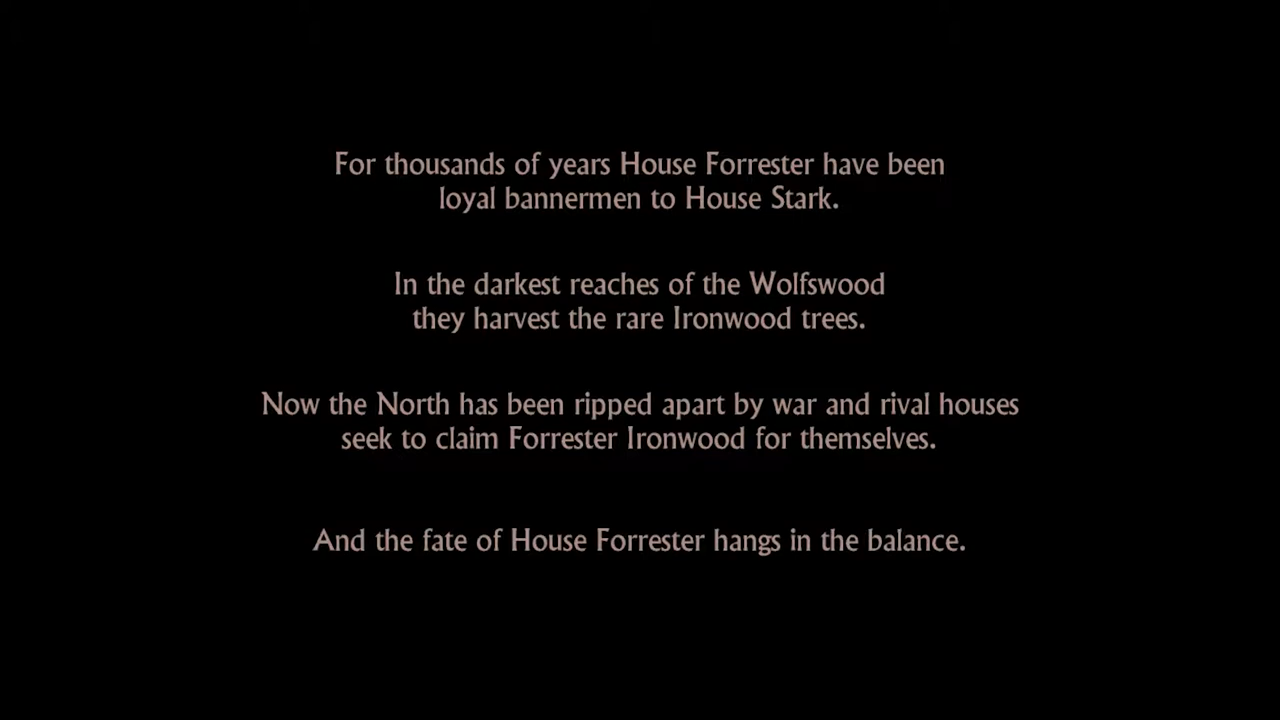 For thousands of years House Forrester have been
loyal bannermen to House Stark.
In the darkest reaches of the Wolfswood
they harvest the rare Ironwood trees.
Now the North has been ripped apart by war and rival houses
seek to claim Forrester Ironwood for themselves.
And the fate of House Forrester hangs in the balance.